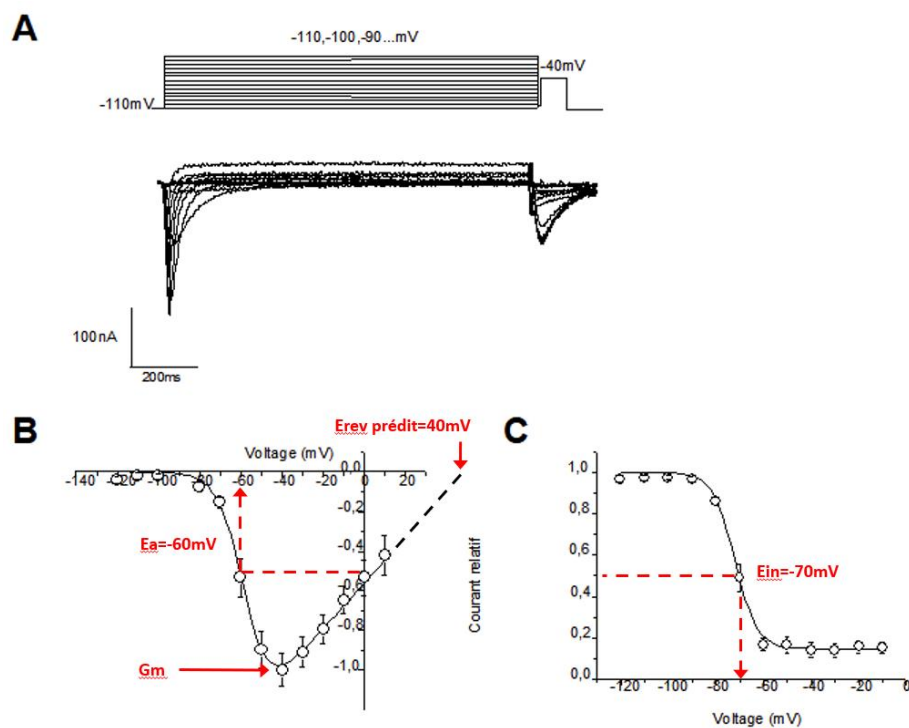 A
-110,-100,-90...mV
-40mV
-110mV
100nA
200ms
B
Erev prédit=40mV
C
Voltage (mV)
-140 -120 -100 -80 -60 -40 -20 0 20
0,0
-0,2
-0,4
-0,6
-0,8
-1,0
Ea=-60mV
Gm
Courant relatif
1,0
0,8
0,6
0,4
0,2
0,0
Ein=-70mV
-120 -100 -80 -60 -40 -20 0
Voltage (mV)